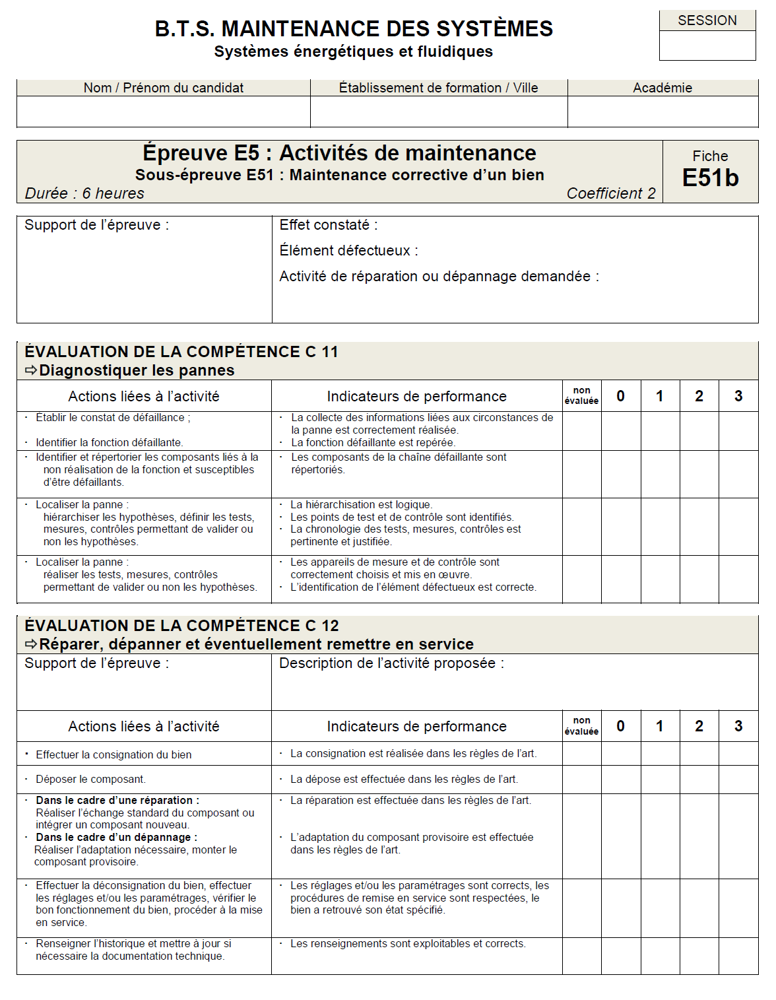 B.T.S. MAINTENANCE DES SYSTÈMES
Systèmes énergétiques et fluidiques
SESSION
Nom / Prénom du candidat
Établissement de formation / Ville
Académie
Épreuve E5 : Activités de maintenance
Sous-épreuve E51 : Maintenance corrective d'un bien
Durée : 6 heures
Coefficient 2
Fiche
E51b
Support de l'épreuve :
Effet constaté :
Élément défectueux :
Activité de réparation ou dépannage demandée :
ÉVALUATION DE LA COMPÉTENCE C 11
⇨Diagnostiquer les pannes
Actions liées à l'activité
Indicateurs de performance
non
évaluée
0
1
2
3
· Établir le constat de défaillance ;
· Identifier la fonction défaillante.
· La collecte des informations liées aux circonstances de
la panne est correctement réalisée.
· La fonction défaillante est repérée.
· Identifier et répertorier les composants liés à la
non réalisation de la fonction et susceptibles
d'être défaillants.
· Les composants de la chaîne défaillante sont
répertoriés.
· Localiser la panne :
hiérarchiser les hypothèses, définir les tests,
mesures, contrôles permettant de valider ou
non les hypothèses.
· La hiérarchisation est logique.
· Les points de test et de contrôle sont identifiés.
· La chronologie des tests, mesures, contrôles est
pertinente et justifiée.
· Localiser la panne :
réaliser les tests, mesures, contrôles
permettant de valider ou non les hypothèses.
· Les appareils de mesure et de contrôle sont
correctement choisis et mis en œuvre.
· L'identification de l'élément défectueux est correcte.
ÉVALUATION DE LA COMPÉTENCE C 12
⇨Réparer, dépanner et éventuellement remettre en service
Support de l'épreuve :
Description de l'activité proposée :
Actions liées à l'activité
Indicateurs de performance
non
évaluée
0
1
2
3
· Effectuer la consignation du bien
· La consignation est réalisée dans les règles de l'art.
· Déposer le composant.
· La dépose est effectuée dans les règles de l'art.
· Dans le cadre d'une réparation :
Réaliser l'échange standard du composant ou
intégrer un composant nouveau.
· Dans le cadre d'un dépannage :
Réaliser l'adaptation nécessaire, monter le
composant provisoire.
· La réparation est effectuée dans les règles de l'art.
· L'adaptation du composant provisoire est effectuée
dans les règles de l'art.
· Effectuer la déconsignation du bien, effectuer
les réglages et/ou les paramétrages, vérifier le
bon fonctionnement du bien, procéder à la mise
en service.
· Les réglages et/ou les paramétrages sont corrects, les
procédures de remise en service sont respectées, le
bien a retrouvé son état spécifié.
· Renseigner l'historique et mettre à jour si
nécessaire la documentation technique.
· Les renseignements sont exploitables et corrects.